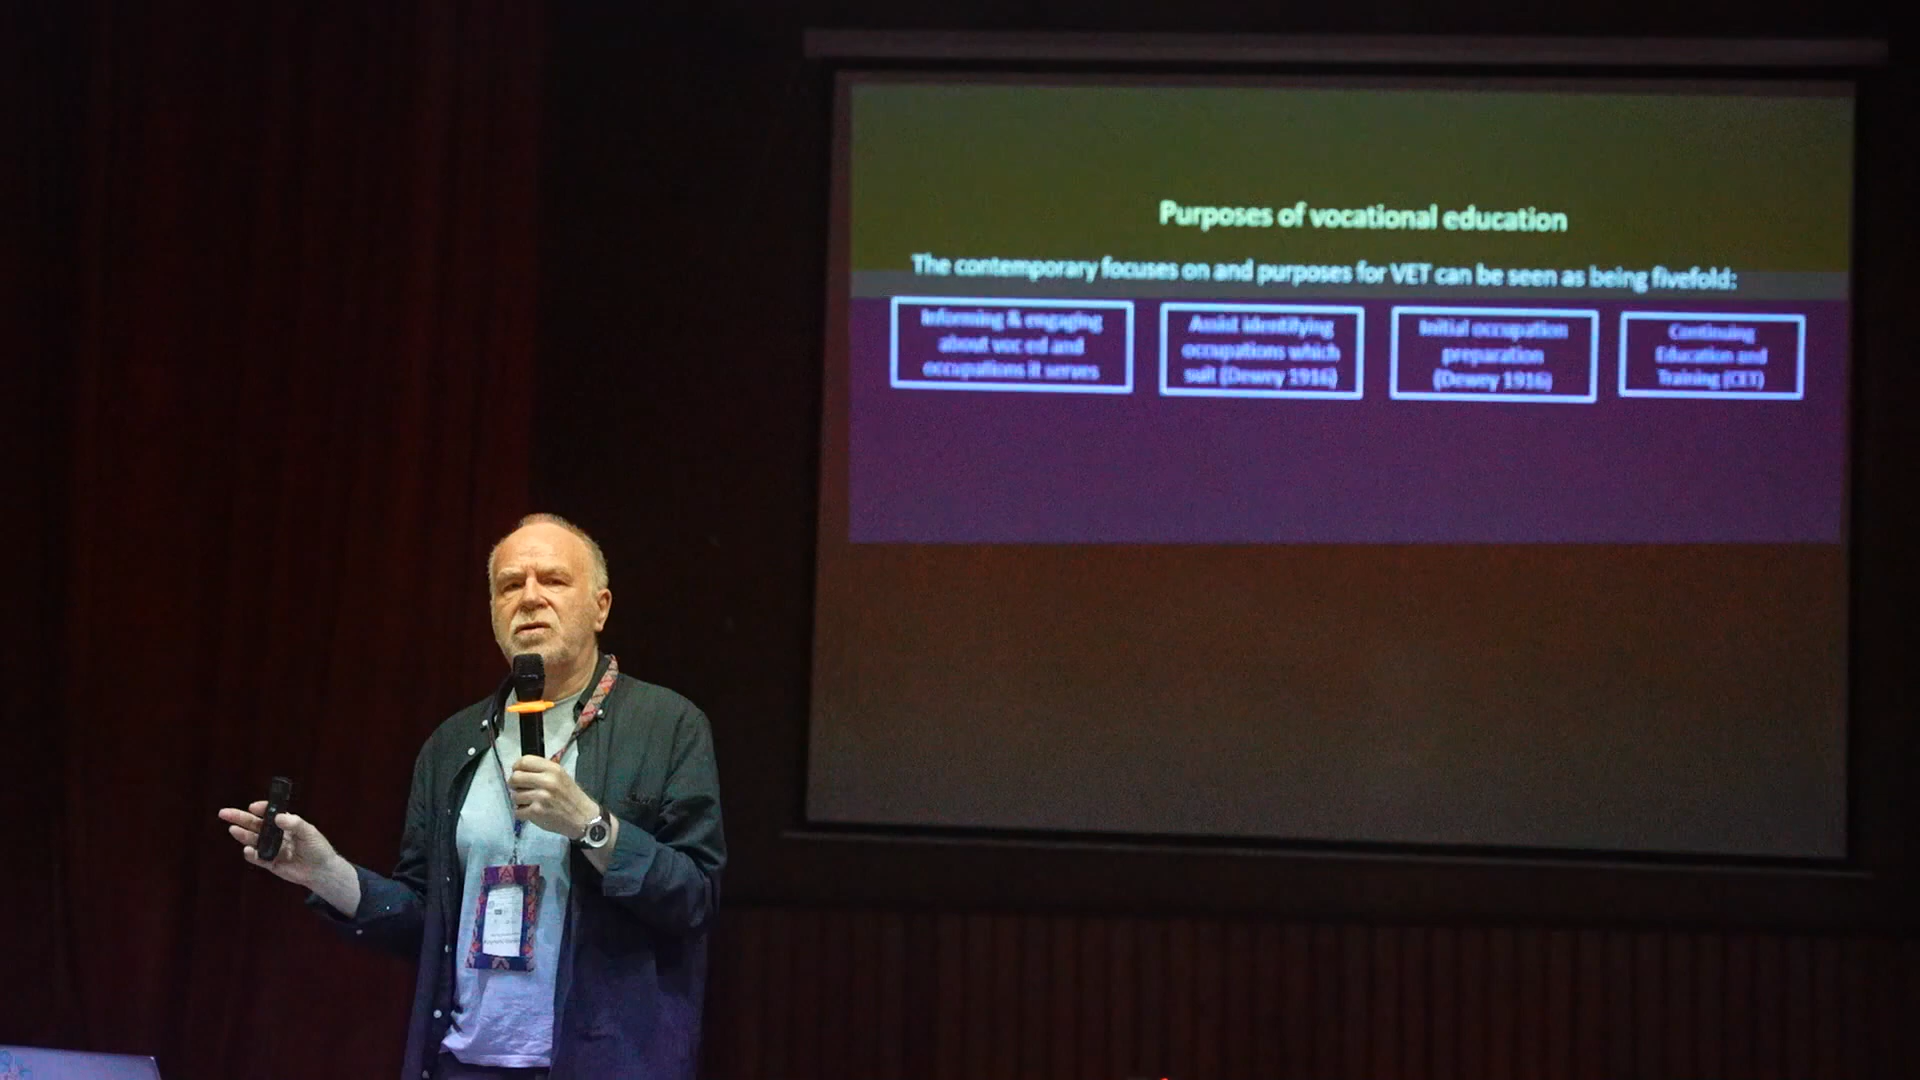 Purposes of vocational education
The contemporary focuses on and purposes for VET can be seen as being fivefold:
Informing & engaging
about voc ed and
occupations it serves
Assist identifying
occupations which
suit (Dewey 1916)
Initial occupation
preparation
(Dewey 1916)
Continuing
Education and
Training (CET)